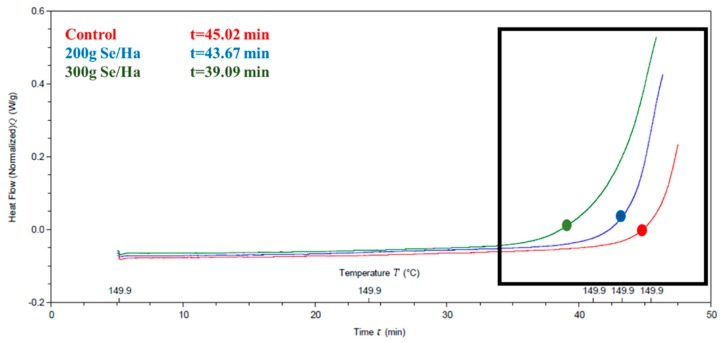 0.6
Control t=45.02 min
200g Se/Ha t=43.67 min
300g Se/Ha t=39.09 min
0.4
Heat Flow (Normalized)Q (W/g)
0.2
0.0
Temperature T (°C)
149.9 149.9 149.9 149.9 149.9
-0.2
0 10 20 30 40 50
Time t (min)